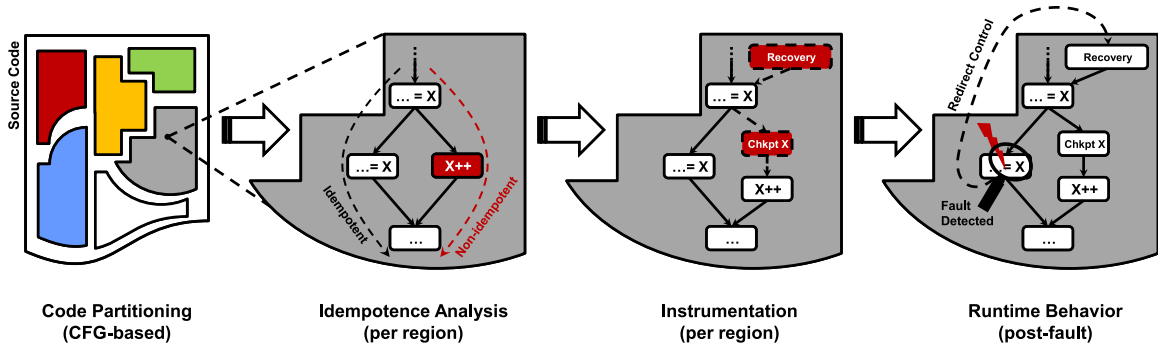 Source Code
... = X
...= X
X++
...
Idempotent
Non-idempotent
Recovery
... = X
Chkpt X
...= X
X++
...
Redirect Control
Recovery
... = X
Chkpt X
...= X
X++
Fault
Detected
...
Code Partitioning
(CFG-based)
Idempotence Analysis
(per region)
Instrumentation
(per region)
Runtime Behavior
(post-fault)